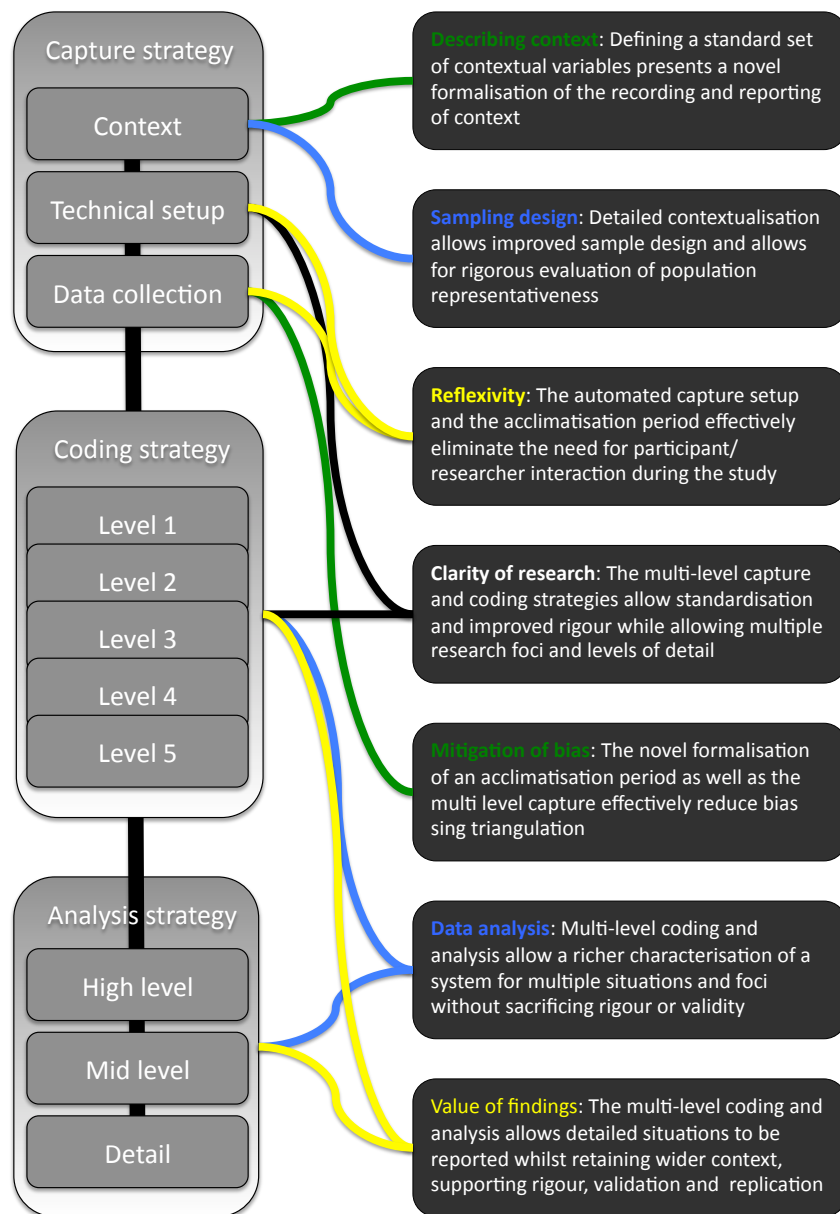 Capture strategy
Context
Technical setup
Data collection
Coding strategy
Level 1
Level 2
Level 3
Level 4
Level 5
Analysis strategy
High level
Mid level
Detail
Describing context: Defining a standard set
of contextual variables presents a novel
formalisation of the recording and reporting
of context
Sampling design: Detailed contextualisation
allows improved sample design and allows
for rigorous evaluation of population
representativeness
Reflexivity: The automated capture setup
and the acclimatisation period effectively
eliminate the need for participant/
researcher interaction during the study
Clarity of research: The multi-level capture
and coding strategies allow standardisation
and improved rigour while allowing multiple
research foci and levels of detail
Mitigation of bias: The novel formalisation
of an acclimatisation period as well as the
multi level capture effectively reduce bias
sing triangulation
Data analysis: Multi-level coding and
analysis allow a richer characterisation of a
system for multiple situations and foci
without sacrificing rigour or validity
Value of findings: The multi-level coding and
analysis allows detailed situations to be
reported whilst retaining wider context,
supporting rigour, validation and  replication